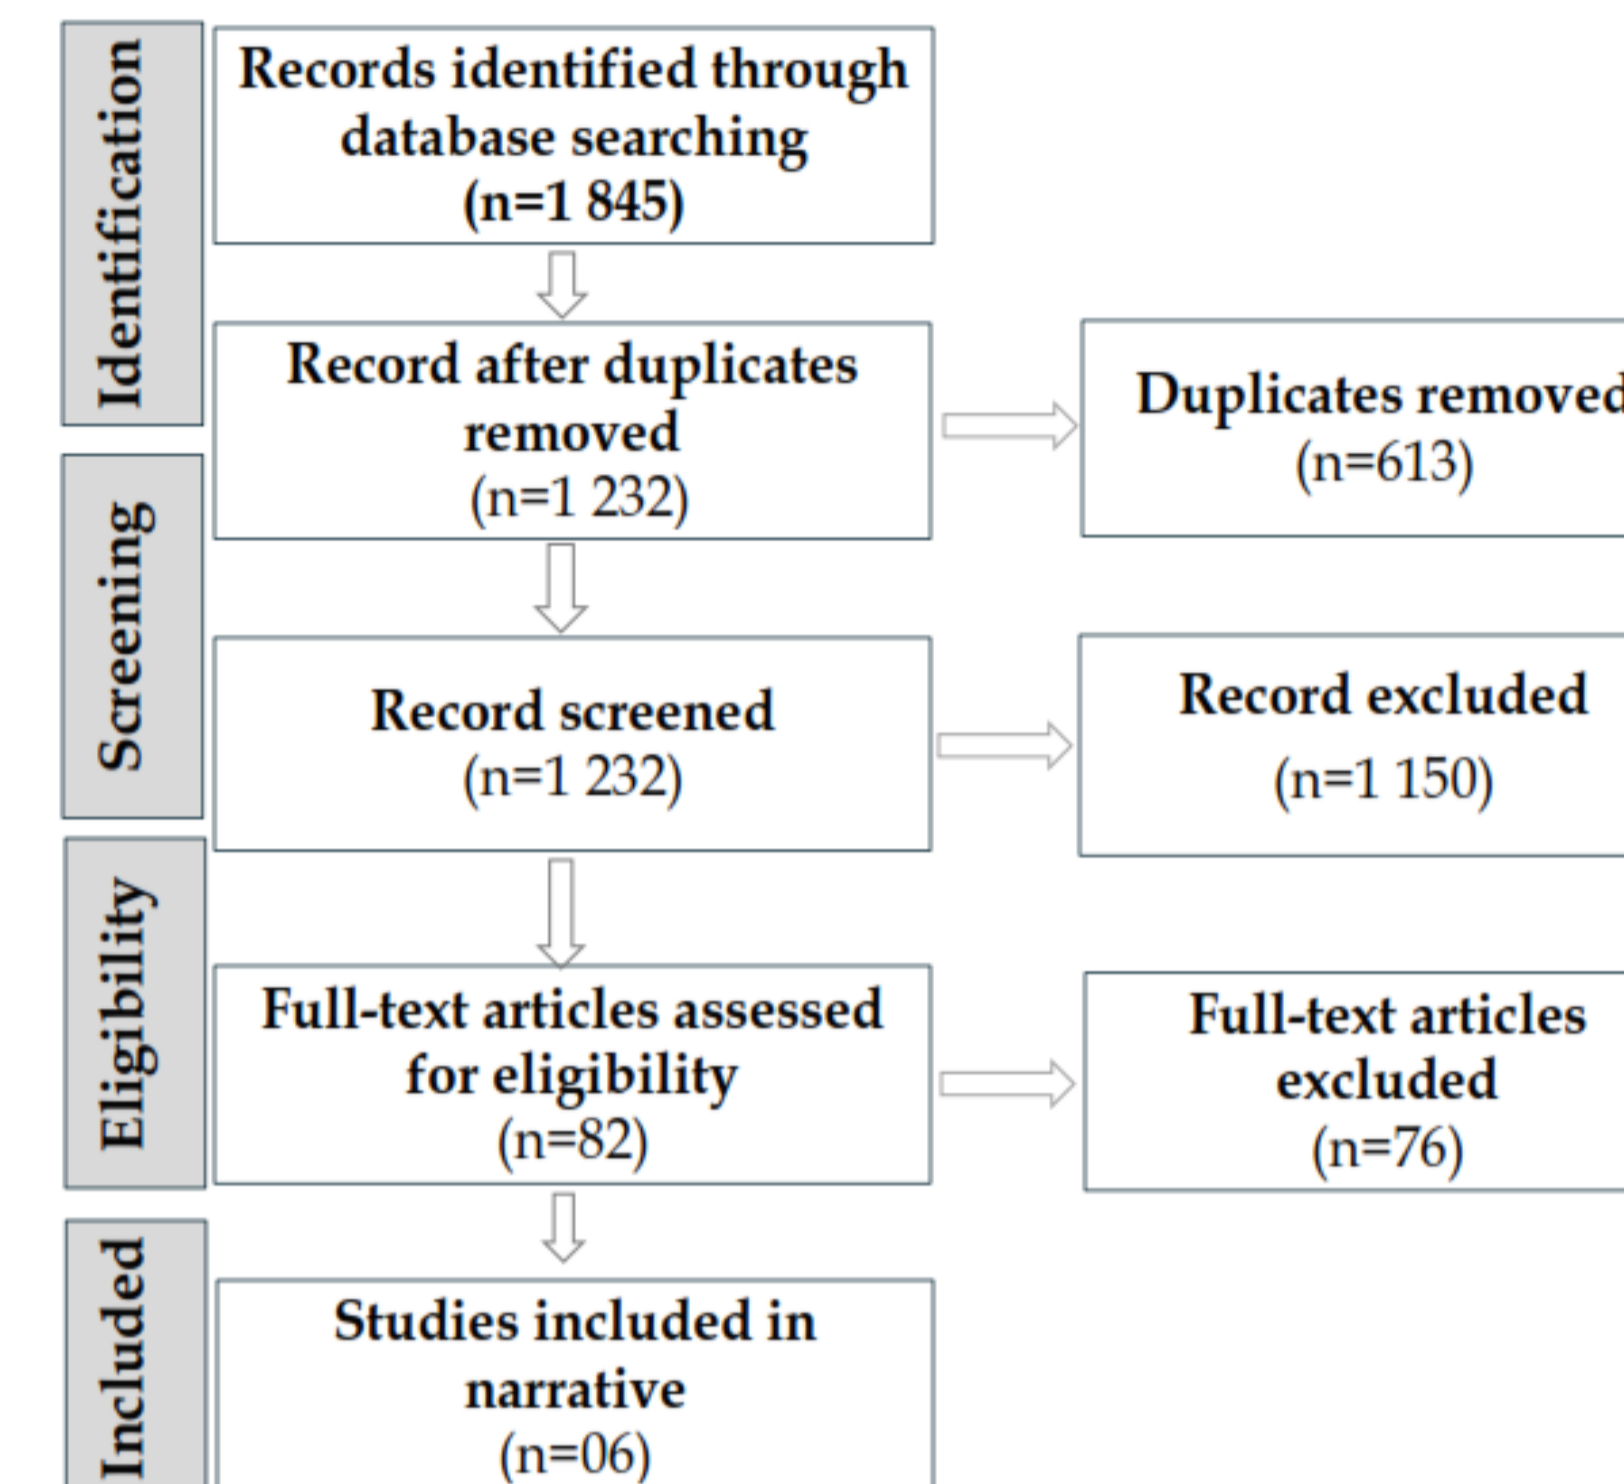 Identification
Records identified through
database searching
(n=1 845)
Record after duplicates
removed
(n=1 232)
Duplicates removed
(n=613)
Screening
Record screened
(n=1 232)
Record excluded
(n=1 150)
Eligibility
Full-text articles assessed
for eligibility
(n=82)
Full-text articles
excluded
(n=76)
Included
Studies included in
narrative
(n=06)